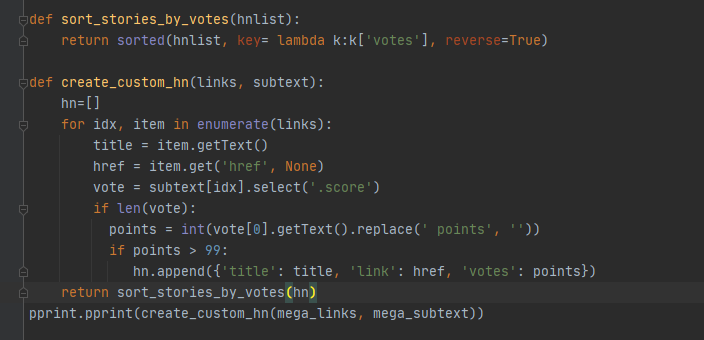 def sort_stories_by_votes(hnlist):
    return sorted(hnlist, key= lambda k:k['votes'], reverse=True)
def create_custom_hn(links, subtext):
    hn=[]
    for idx, item in enumerate(links):
        title = item.getText()
        href = item.get('href', None)
        vote = subtext[idx].select('.score')
        if len(vote):
          points = int(vote[0].getText().replace(' points', ''))
          if points > 99:
             hn.append({'title': title, 'link': href, 'votes': points})
    return sort_stories_by_votes(hn)
pprint.pprint(create_custom_hn(mega_links, mega_subtext))